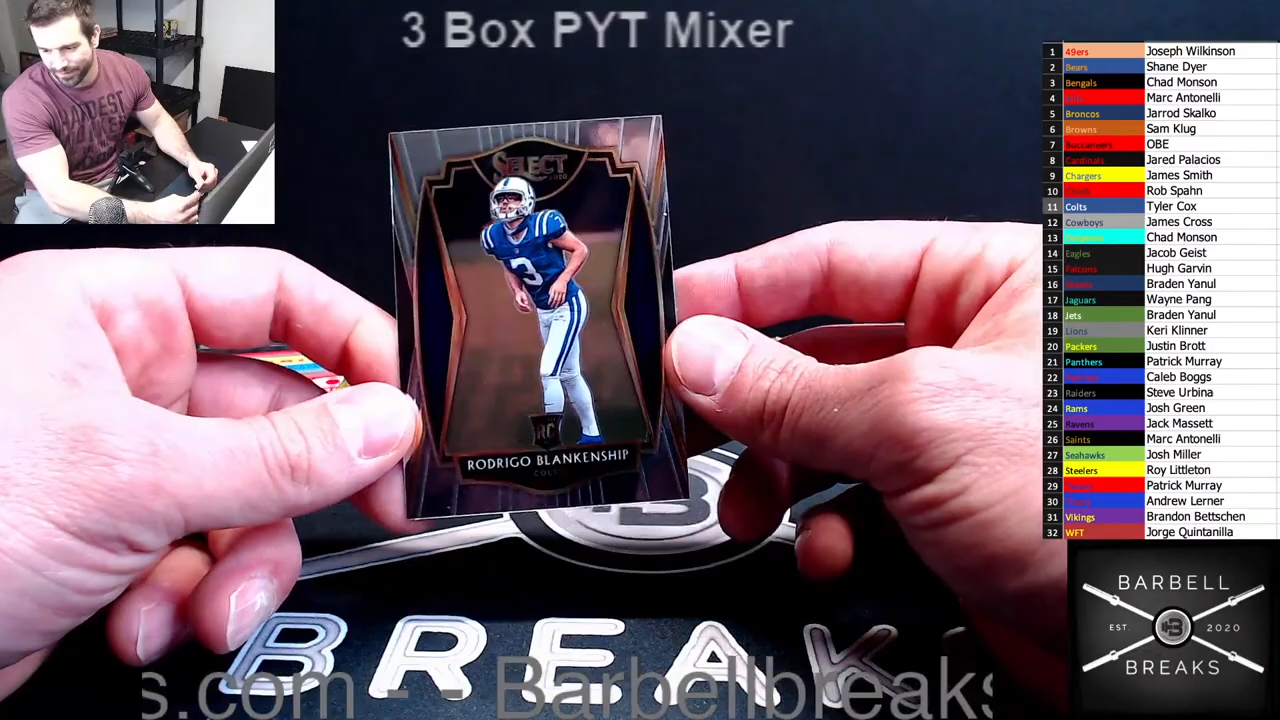 3 Box PYT Mixer
1 49ers Joseph Wilkinson
2 Bears Shane Dyer
3 Bengals Chad Monson
4 Marc Antonelli
5 Broncos Jarrod Skalko
6 Browns Sam Klug
7 Buccaneers OBE
8 Cardinals Jared Palacios
9 Chargers James Smith
10 Chiefs Rob Spahn
11 Colts Tyler Cox
12 Cowboys James Cross
13 Dolphins Chad Monson
14 Eagles Jacob Geist
15 Falcons Hugh Garvin
16 Giants Braden Yanul
17 Jaguars Wayne Pang
18 Jets Braden Yanul
19 Lions Keri Klinner
20 Packers Justin Brott
21 Panthers Patrick Murray
22 Patriots Caleb Boggs
23 Raiders Steve Urbina
24 Rams Josh Green
25 Ravens Jack Massett
26 Saints Marc Antonelli
27 Seahawks Josh Miller
28 Steelers Roy Littleton
29 Patrick Murray
30 Andrew Lerner
31 Vikings Brandon Bettschen
32 WFT Jorge Quintanilla
SELECT
2020
3
RC
RODRIGO BLANKENSHIP
COLTS
BREAK
s.com - - Barbellbreaks
BARBELL
EST. B 2020
BREAKS